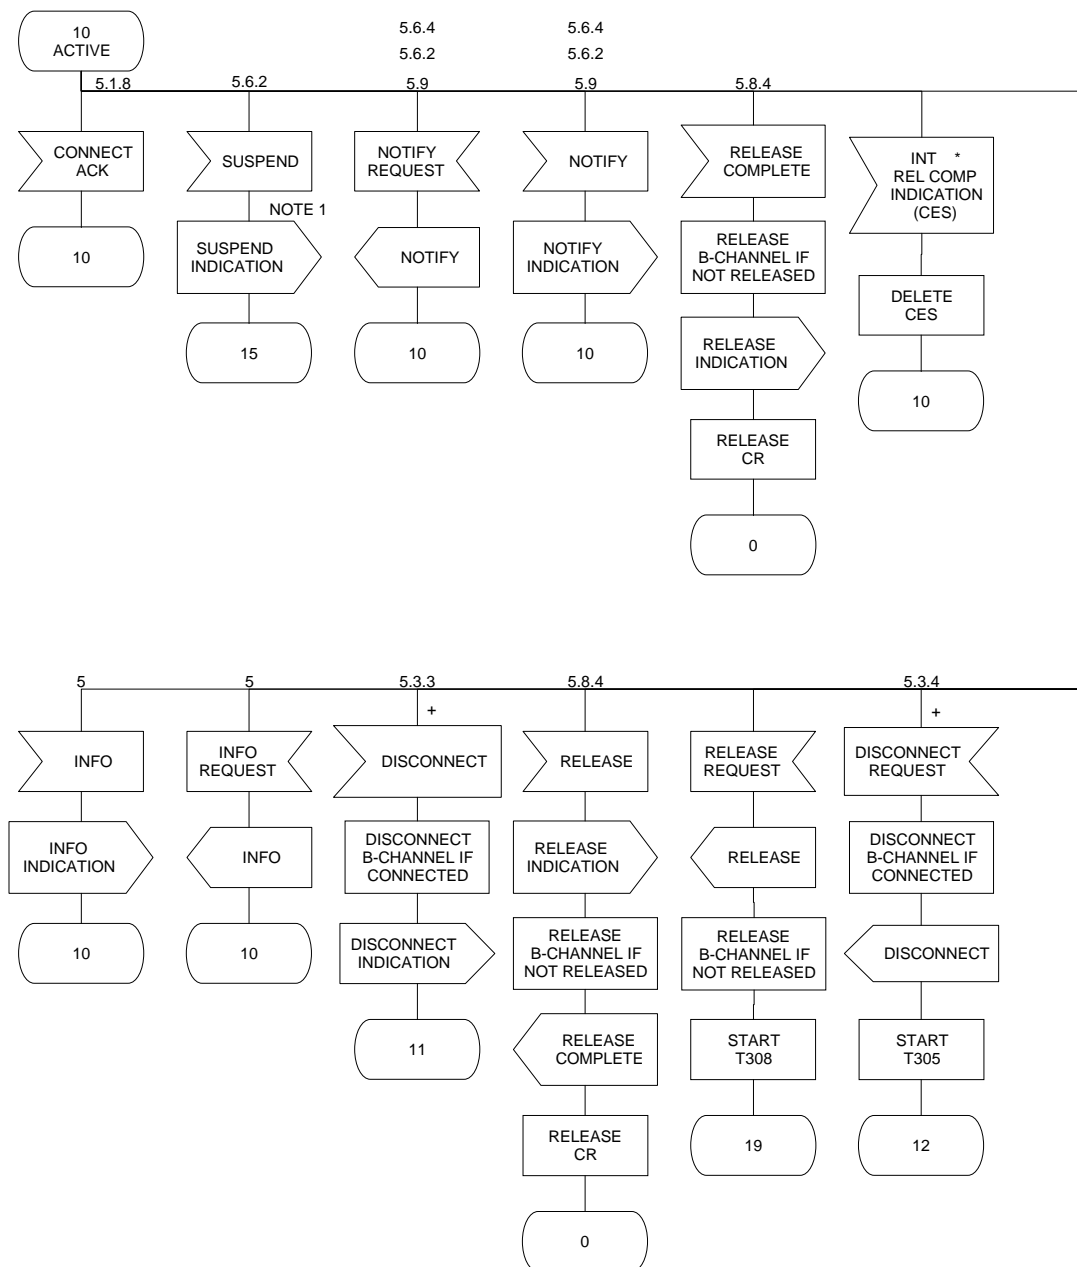 10
ACTIVE
5.6.4
5.6.4
5.6.2
5.6.2
5.1.8
5.6.2
5.9
5.9
5.8.4
CONNECT
ACK
SUSPEND
NOTIFY
REQUEST
NOTIFY
RELEASE
COMPLETE
INT *
REL COMP
INDICATION
(CES)
NOTE 1
10
SUSPEND
INDICATION
NOTIFY
NOTIFY
INDICATION
RELEASE
B-CHANNEL IF
NOT RELEASED
DELETE
CES
15
10
10
RELEASE
INDICATION
10
RELEASE
CR
0
5
5
5.3.3
5.8.4
5.3.4
+
+
INFO
INFO
REQUEST
DISCONNECT
RELEASE
RELEASE
REQUEST
DISCONNECT
REQUEST
INFO
INDICATION
INFO
DISCONNECT
B-CHANNEL IF
CONNECTED
RELEASE
INDICATION
RELEASE
DISCONNECT
B-CHANNEL IF
CONNECTED
10
10
DISCONNECT
INDICATION
RELEASE
B-CHANNEL IF
NOT RELEASED
RELEASE
B-CHANNEL IF
NOT RELEASED
DISCONNECT
11
RELEASE
COMPLETE
START
T308
START
T305
RELEASE
CR
19
12
0